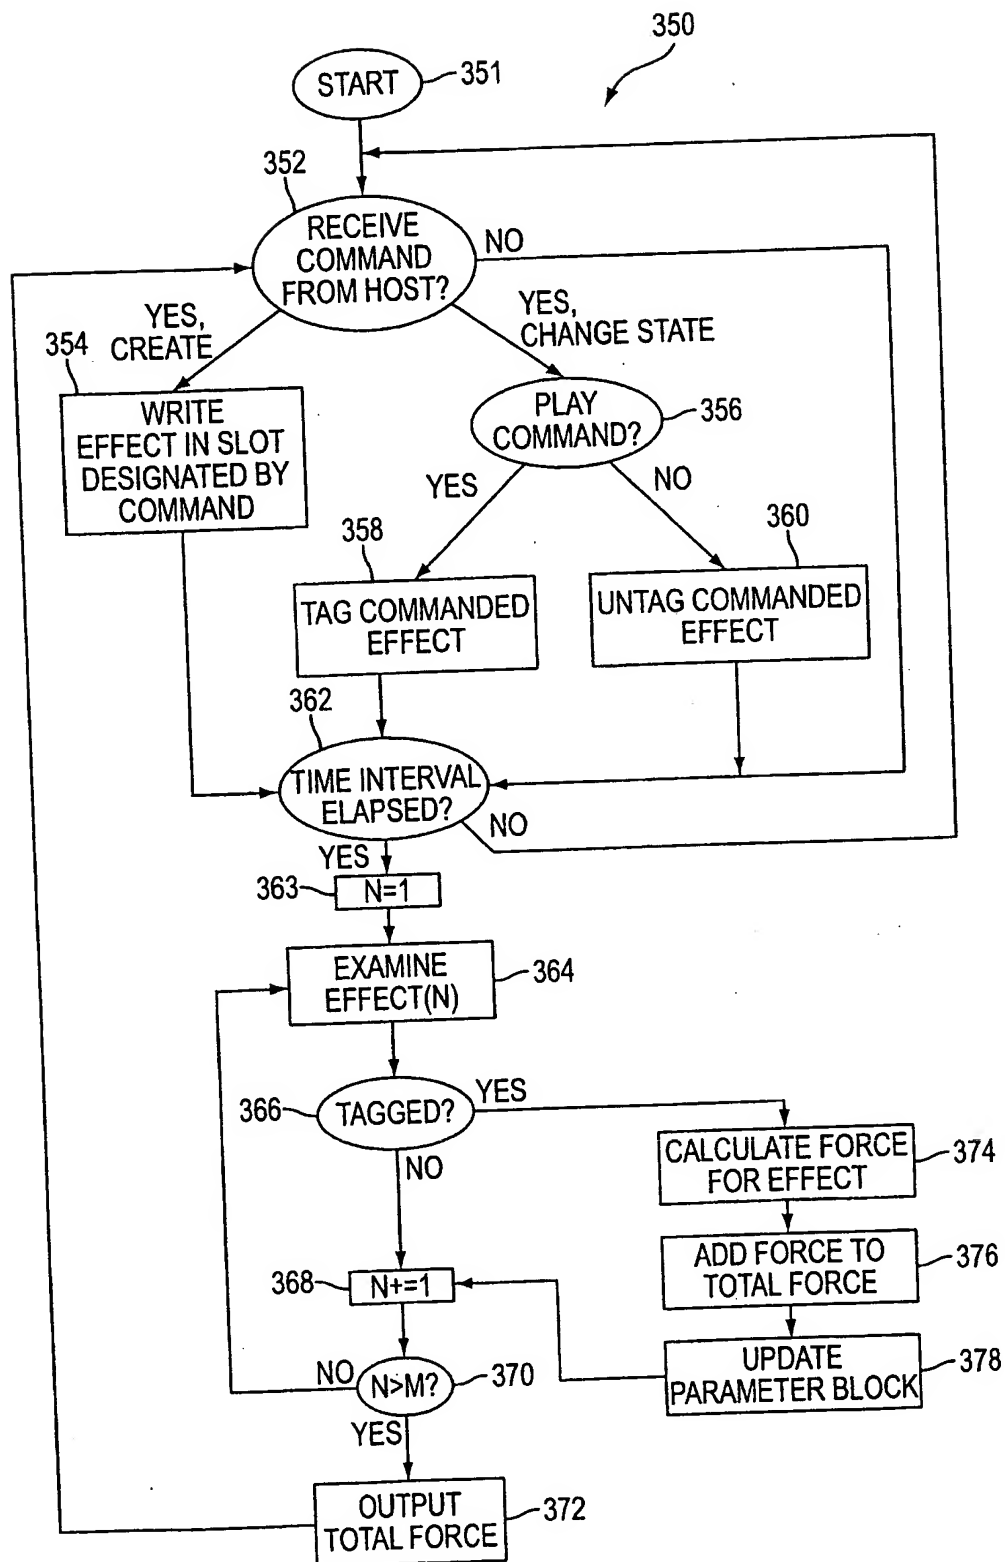 350
START
351
352
RECEIVE
COMMAND
FROM HOST?
NO
YES,
CREATE
YES,
CHANGE STATE
354
WRITE
EFFECT IN SLOT
DESIGNATED BY
COMMAND
PLAY
COMMAND?
356
YES
NO
358
360
TAG COMMANDED
EFFECT
UNTAG COMMANDED
EFFECT
362
TIME INTERVAL
ELAPSED?
NO
YES
363
N=1
EXAMINE
EFFECT(N)
364
366
TAGGED?
YES
NO
CALCULATE FORCE
FOR EFFECT
374
ADD FORCE TO
TOTAL FORCE
376
368
N+=1
UPDATE
PARAMETER BLOCK
378
NO
N>M?
370
YES
OUTPUT
TOTAL FORCE
372